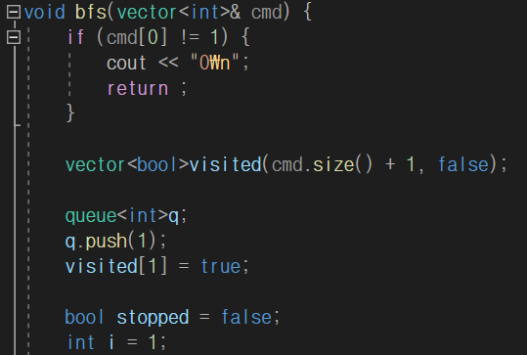 void bfs(vector<int>& cmd) {
if (cmd[0] != 1) {
cout << "0₩n";
return ;
}
vector<bool>visited(cmd.size() + 1, false);
queue<int>q;
q.push(1);
visited[1] = true;
bool stopped = false;
int i = 1;